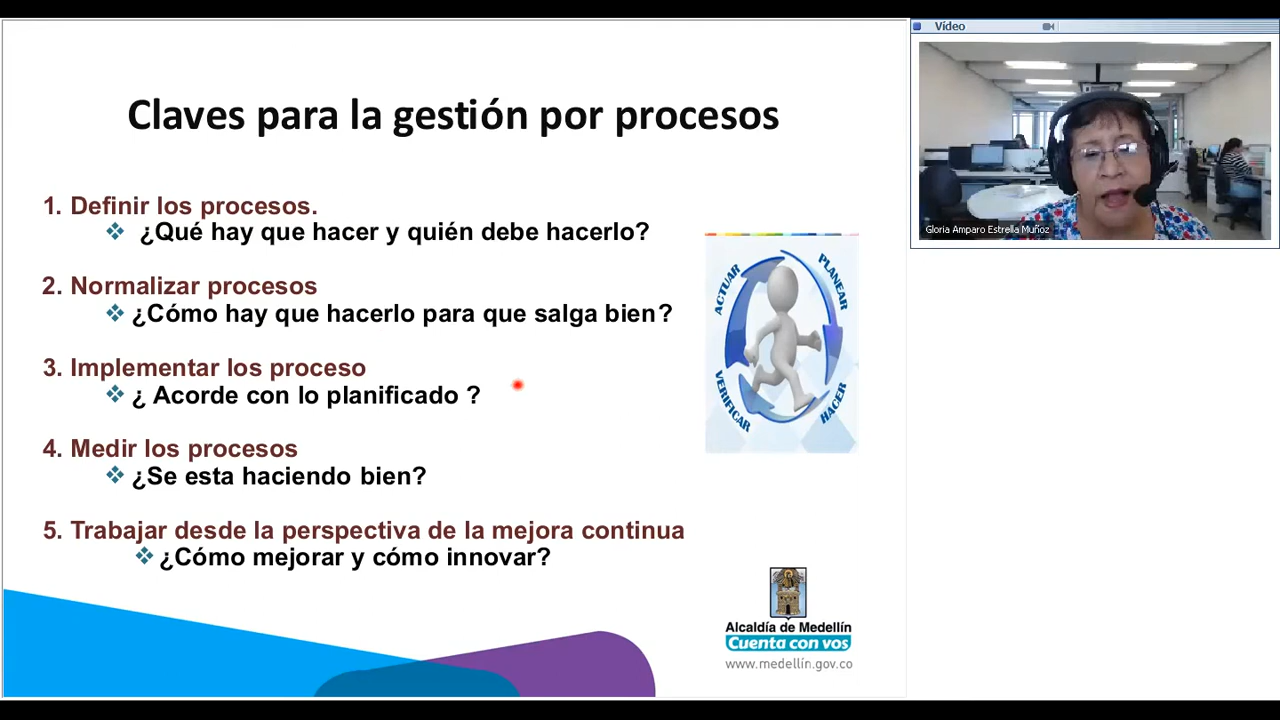 Claves para la gestión por procesos
1. Definir los procesos.
¿Qué hay que hacer y quién debe hacerlo?
2. Normalizar procesos
¿Cómo hay que hacerlo para que salga bien?
3. Implementar los proceso
¿ Acorde con lo planificado ?
4. Medir los procesos
¿Se esta haciendo bien?
5. Trabajar desde la perspectiva de la mejora continua
¿Cómo mejorar y cómo innovar?
ACTUAR
PLANEAR
VERIFICAR
HACER
Alcaldía de Medellín
Cuenta con vos
www.medellín.gov.co
Vídeo
Gloria Amparo Estrella Muñoz